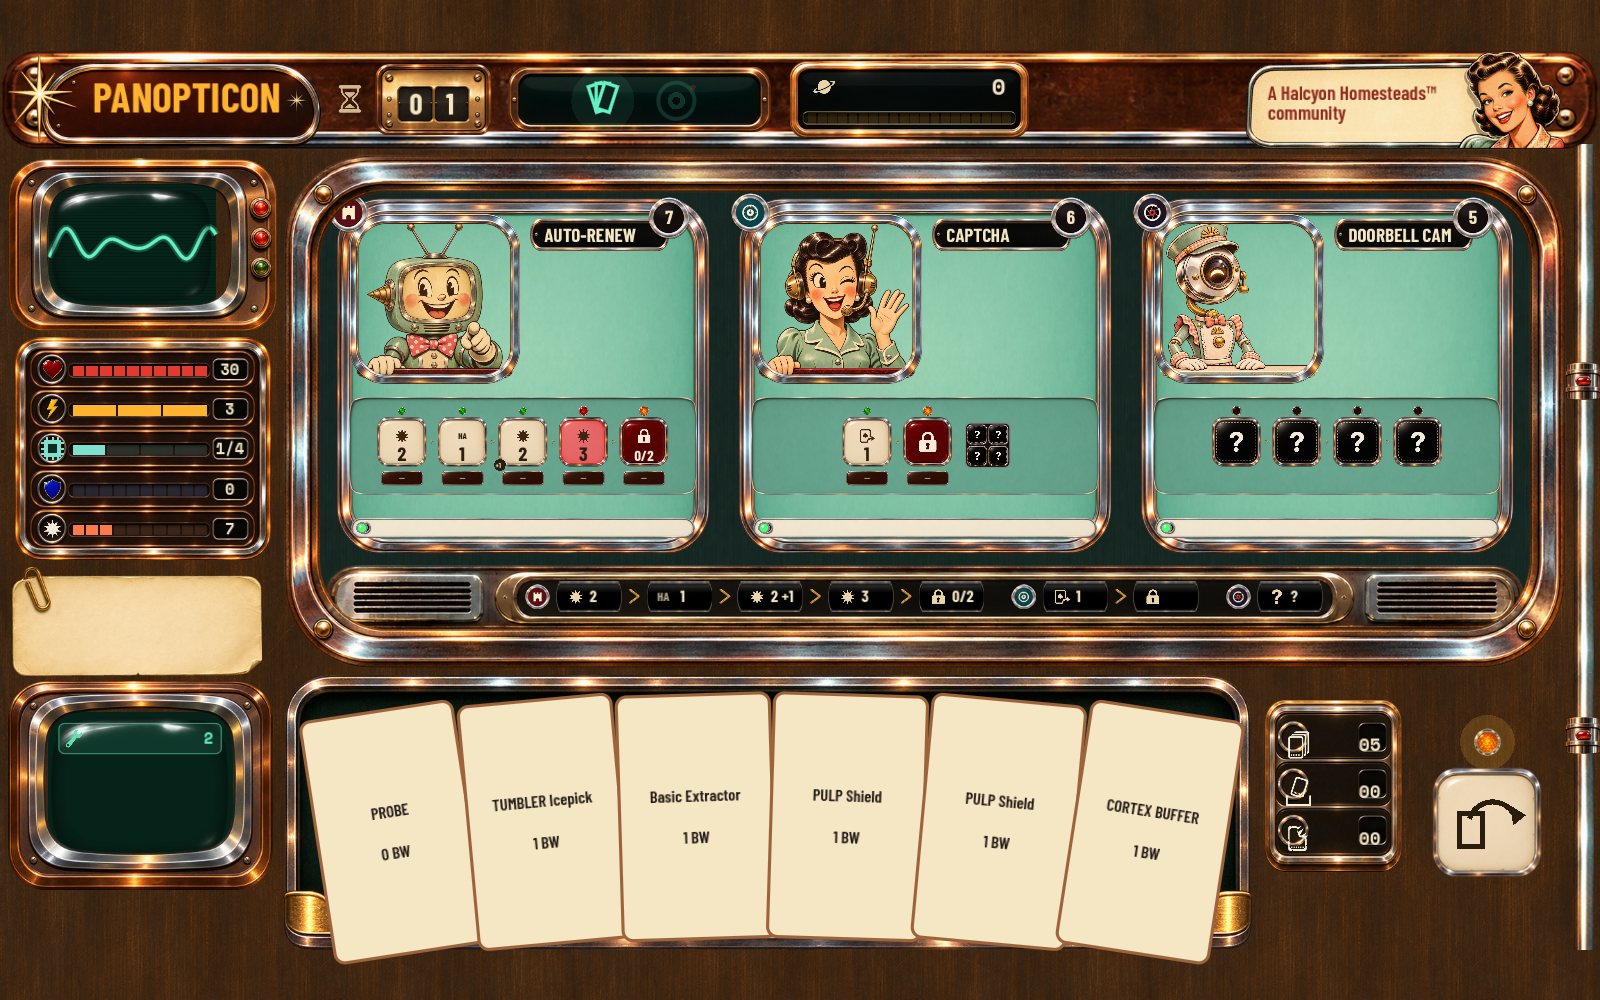 PANOPTICON
0 1
0
A Halcyon Homesteads™
community
AUTO-RENEW
7
CAPTCHA
6
DOORBELL CAM
5
2
HA
1
2
+1
3
0/2
1
? ?
? ?
? ? ? ?
30
3
1/4
0
7
2
HA 1
2 +1
3
0/2
1
? ?
2
PROBE
0 BW
TUMBLER Icepick
1 BW
Basic Extractor
1 BW
PULP Shield
1 BW
PULP Shield
1 BW
CORTEX BUFFER
1 BW
05
00
00